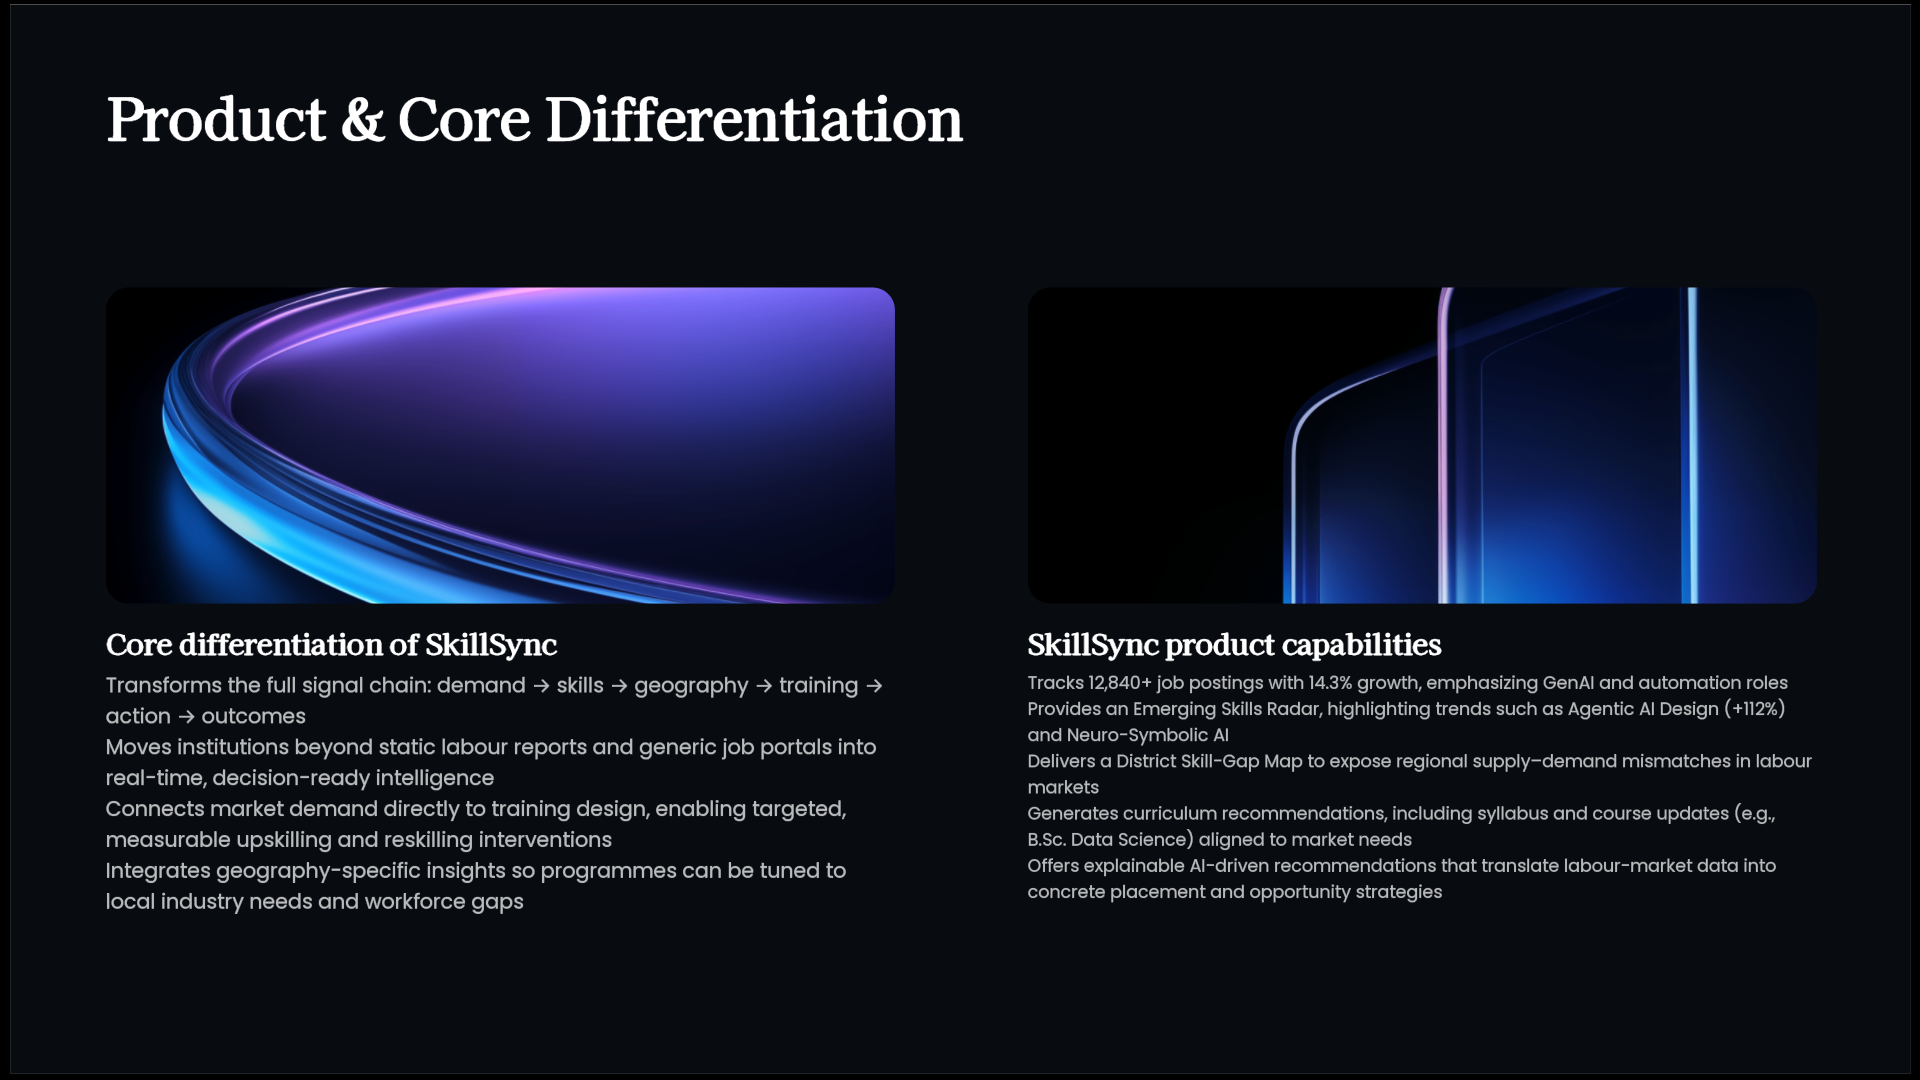 Product & Core Differentiation
Core differentiation of SkillSync
Transforms the full signal chain: demand → skills → geography → training →
action → outcomes
Moves institutions beyond static labour reports and generic job portals into
real-time, decision-ready intelligence
Connects market demand directly to training design, enabling targeted,
measurable upskilling and reskilling interventions
Integrates geography-specific insights so programmes can be tuned to
local industry needs and workforce gaps
SkillSync product capabilities
Tracks 12,840+ job postings with 14.3% growth, emphasizing GenAI and automation roles
Provides an Emerging Skills Radar, highlighting trends such as Agentic AI Design (+112%)
and Neuro-Symbolic AI
Delivers a District Skill-Gap Map to expose regional supply–demand mismatches in labour
markets
Generates curriculum recommendations, including syllabus and course updates (e.g.,
B.Sc. Data Science) aligned to market needs
Offers explainable AI-driven recommendations that translate labour-market data into
concrete placement and opportunity strategies